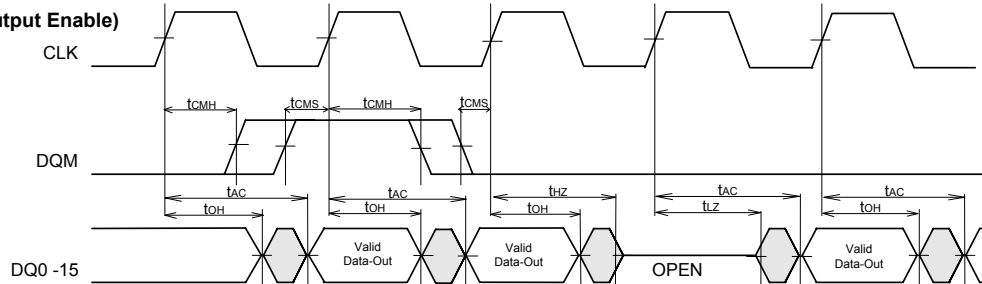 utput Enable)
CLK
tCMH tCMS tCMH tCMS
DQM
tAC tAC tHZ tAC tAC
tOH tOH tOH tLZ tOH
Valid Data-Out Valid Data-Out Valid Data-Out
DQ0 -15 OPEN